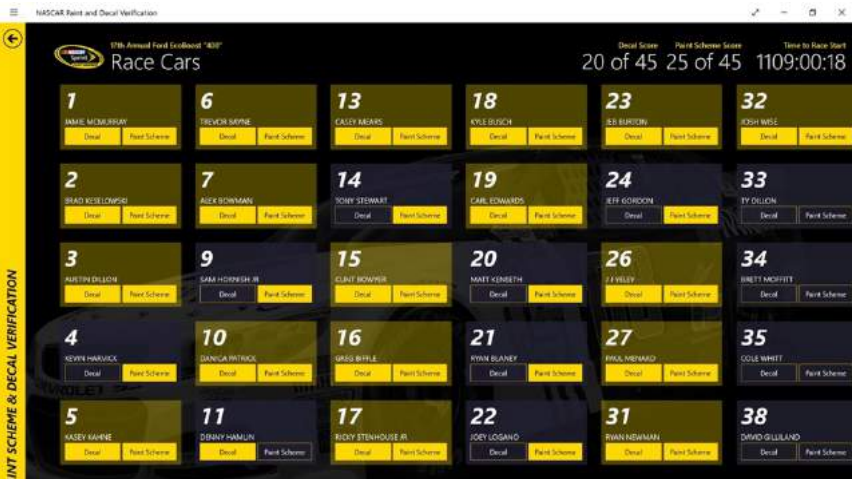 NASCAR Paint and Decal Verification
17th Annual Ford EcoBoost "400"
Race Cars
Decal Score Paint Scheme Score Time to Race Start
20 of 45 25 of 45 1109:00:18
1 6 13 18 23 32
JAMIE MCMURRAY TREVOR BAYNE CASEY MEARS KYLE BUSCH JEB BURTON JOSH WISE
Decal Paint Scheme Decal Paint Scheme Decal Paint Scheme Decal Paint Scheme Decal Paint Scheme Decal Paint Scheme
2 7 14 19 24 33
BRAD KESELOWSKI ALEX BOWMAN TONY STEWART CARL EDWARDS JEFF GORDON TY DILLON
Decal Paint Scheme Decal Paint Scheme Decal Paint Scheme Decal Paint Scheme Decal Paint Scheme Decal Paint Scheme
3 9 15 20 26 34
AUSTIN DILLON SAM HORNISH JR CLINT BOWYER MATT KENSETH J J YELEY BRETT MOFFITT
Decal Paint Scheme Decal Paint Scheme Decal Paint Scheme Decal Paint Scheme Decal Paint Scheme Decal Paint Scheme
4 10 16 21 27 35
KEVIN HARVICK DANICA PATRICK GREG BIFFLE RYAN BLANEY PAUL MENARD COLE WHITT
Decal Paint Scheme Decal Paint Scheme Decal Paint Scheme Decal Paint Scheme Decal Paint Scheme Decal Paint Scheme
5 11 17 22 31 38
KASEY KAHNE DENNY HAMLIN RICKY STENHOUSE JR JOEY LOGANO RYAN NEWMAN DAVID GILLILAND
Decal Paint Scheme Decal Paint Scheme Decal Paint Scheme Decal Paint Scheme Decal Paint Scheme Decal Paint Scheme
INT SCHEME & DECAL VERIFICATION